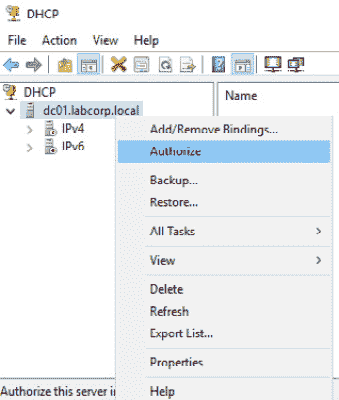 DHCP
File Action View Help
DHCP
dc01.labcorp.local
IPv4
IPv6
Name
Add/Remove Bindings...
Authorize
Backup...
Restore...
All Tasks
View
Delete
Refresh
Export List...
Properties
Help
Authorize this server in